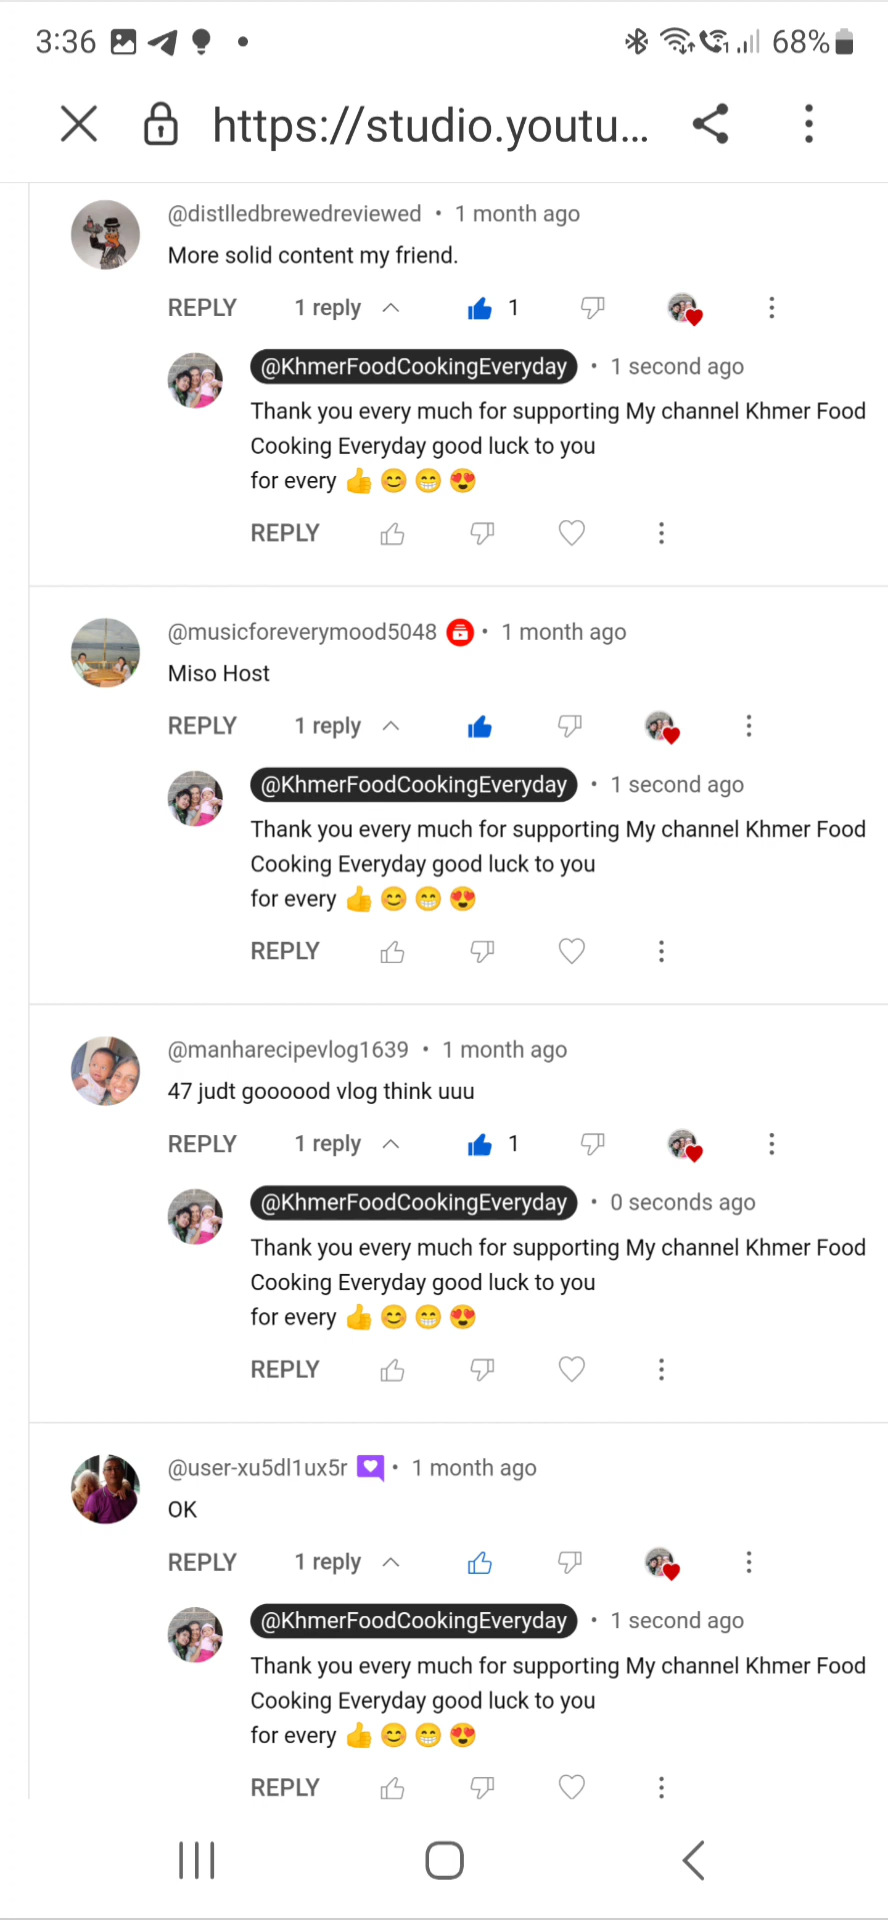 3:36
68%
https://studio.youtu...
@distlledbrewedreviewed • 1 month ago
More solid content my friend.
REPLY 1 reply 1
@KhmerFoodCookingEveryday • 1 second ago
Thank you every much for supporting My channel Khmer Food
Cooking Everyday good luck to you
for every 👍 😊 😁 😍
REPLY
@musicforeverymood5048 • 1 month ago
Miso Host
REPLY 1 reply
@KhmerFoodCookingEveryday • 1 second ago
Thank you every much for supporting My channel Khmer Food
Cooking Everyday good luck to you
for every 👍 😊 😁 😍
REPLY
@manharecipevlog1639 • 1 month ago
47 judt goooood vlog think uuu
REPLY 1 reply 1
@KhmerFoodCookingEveryday • 0 seconds ago
Thank you every much for supporting My channel Khmer Food
Cooking Everyday good luck to you
for every 👍 😊 😁 😍
REPLY
@user-xu5dl1ux5r • 1 month ago
OK
REPLY 1 reply
@KhmerFoodCookingEveryday • 1 second ago
Thank you every much for supporting My channel Khmer Food
Cooking Everyday good luck to you
for every 👍 😊 😁 😍
REPLY